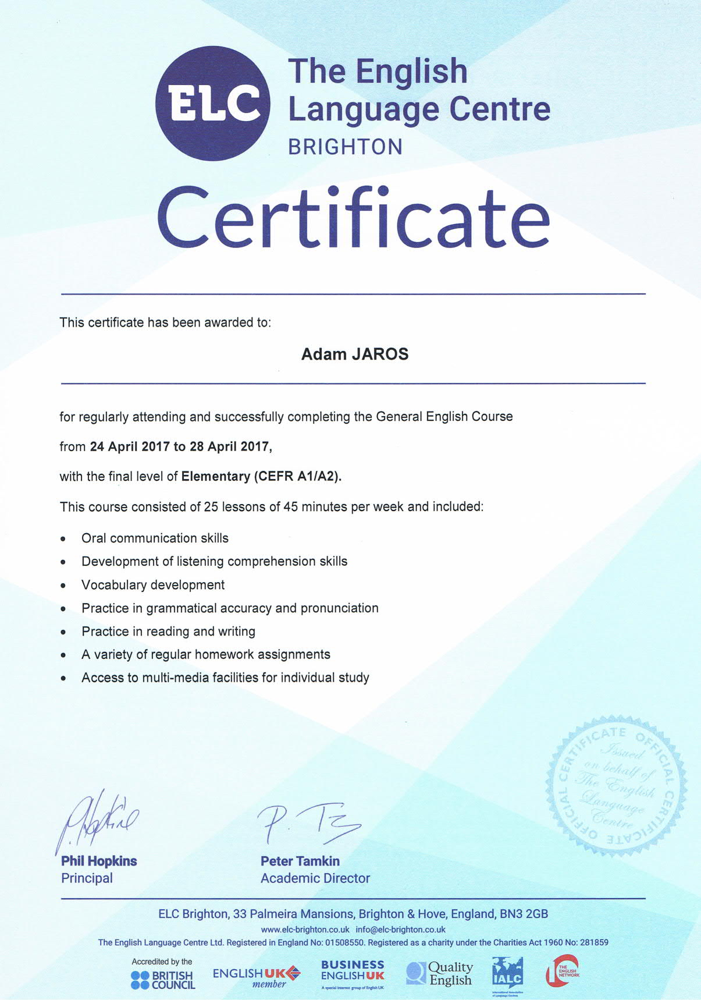 ELC
The English
Language Centre
BRIGHTON
Certificate
This certificate has been awarded to:
Adam JAROS
for regularly attending and successfully completing the General English Course
from 24 April 2017 to 28 April 2017,
with the final level of Elementary (CEFR A1/A2).
This course consisted of 25 lessons of 45 minutes per week and included:
• Oral communication skills
• Development of listening comprehension skills
• Vocabulary development
• Practice in grammatical accuracy and pronunciation
• Practice in reading and writing
• A variety of regular homework assignments
• Access to multi-media facilities for individual study
OFFICIAL CERTIFICATE OFFICIAL CERTIFICATE
Issued
on behalf of
The English
Language
Centre
P. Hopkins
P. T
Phil Hopkins
Principal
Peter Tamkin
Academic Director
ELC Brighton, 33 Palmeira Mansions, Brighton & Hove, England, BN3 2GB
www.elc-brighton.co.uk info@elc-brighton.co.uk
The English Language Centre Ltd. Registered in England No: 01508550. Registered as a charity under the Charities Act 1960 No: 281859
Accredited by the
BRITISH
COUNCIL
ENGLISH UK
member
BUSINESS
ENGLISH UK
A special interest group of English UK
Quality
English
IALC
International Association
of Language Centres
THE
ENGLISH
NETWORK